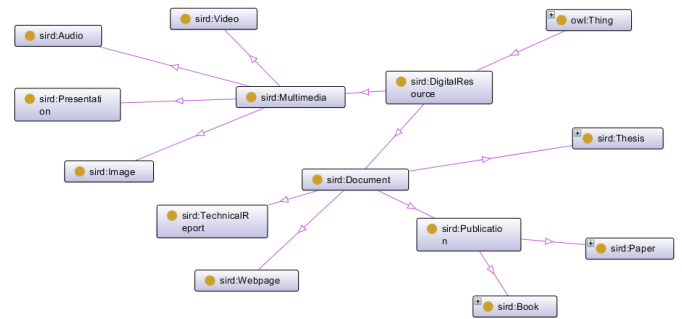 sird:Video
owl:Thing
sird:Audio
sird:DigitalRes
ource
sird:Multimedia
sird:Presentati
on
sird:Thesis
sird:Image
sird:Document
sird:TechnicalR
eport
sird:Publicatio
n
sird:Paper
sird:Webpage
sird:Book